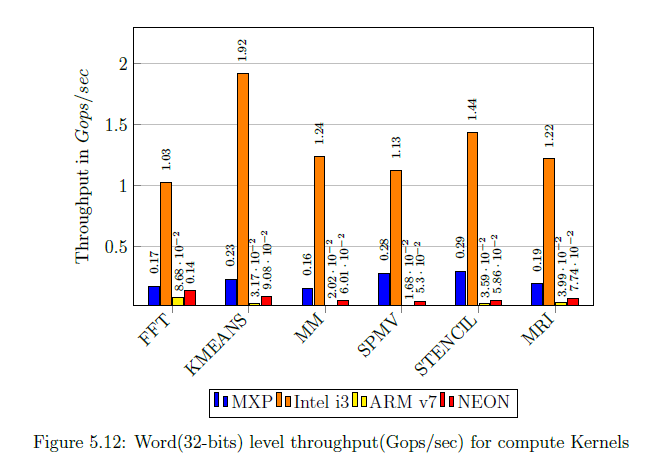 Throughput in Gops/sec
2
1.5
1
0.5
0.17
1.03
8.68 · 10⁻²
0.14
0.23
1.92
3.17 · 10⁻²
9.08 · 10⁻²
0.16
1.24
2.02 · 10⁻²
6.01 · 10⁻²
0.28
1.13
1.68 · 10⁻²
5.3 · 10⁻²
0.29
1.44
3.59 · 10⁻²
5.86 · 10⁻²
0.19
1.22
3.99 · 10⁻²
7.74 · 10⁻²
FFT
KMEANS
MM
SPMV
STENCIL
MRI
MXP Intel i3 ARM v7 NEON
Figure 5.12: Word(32-bits) level throughput(Gops/sec) for compute Kernels